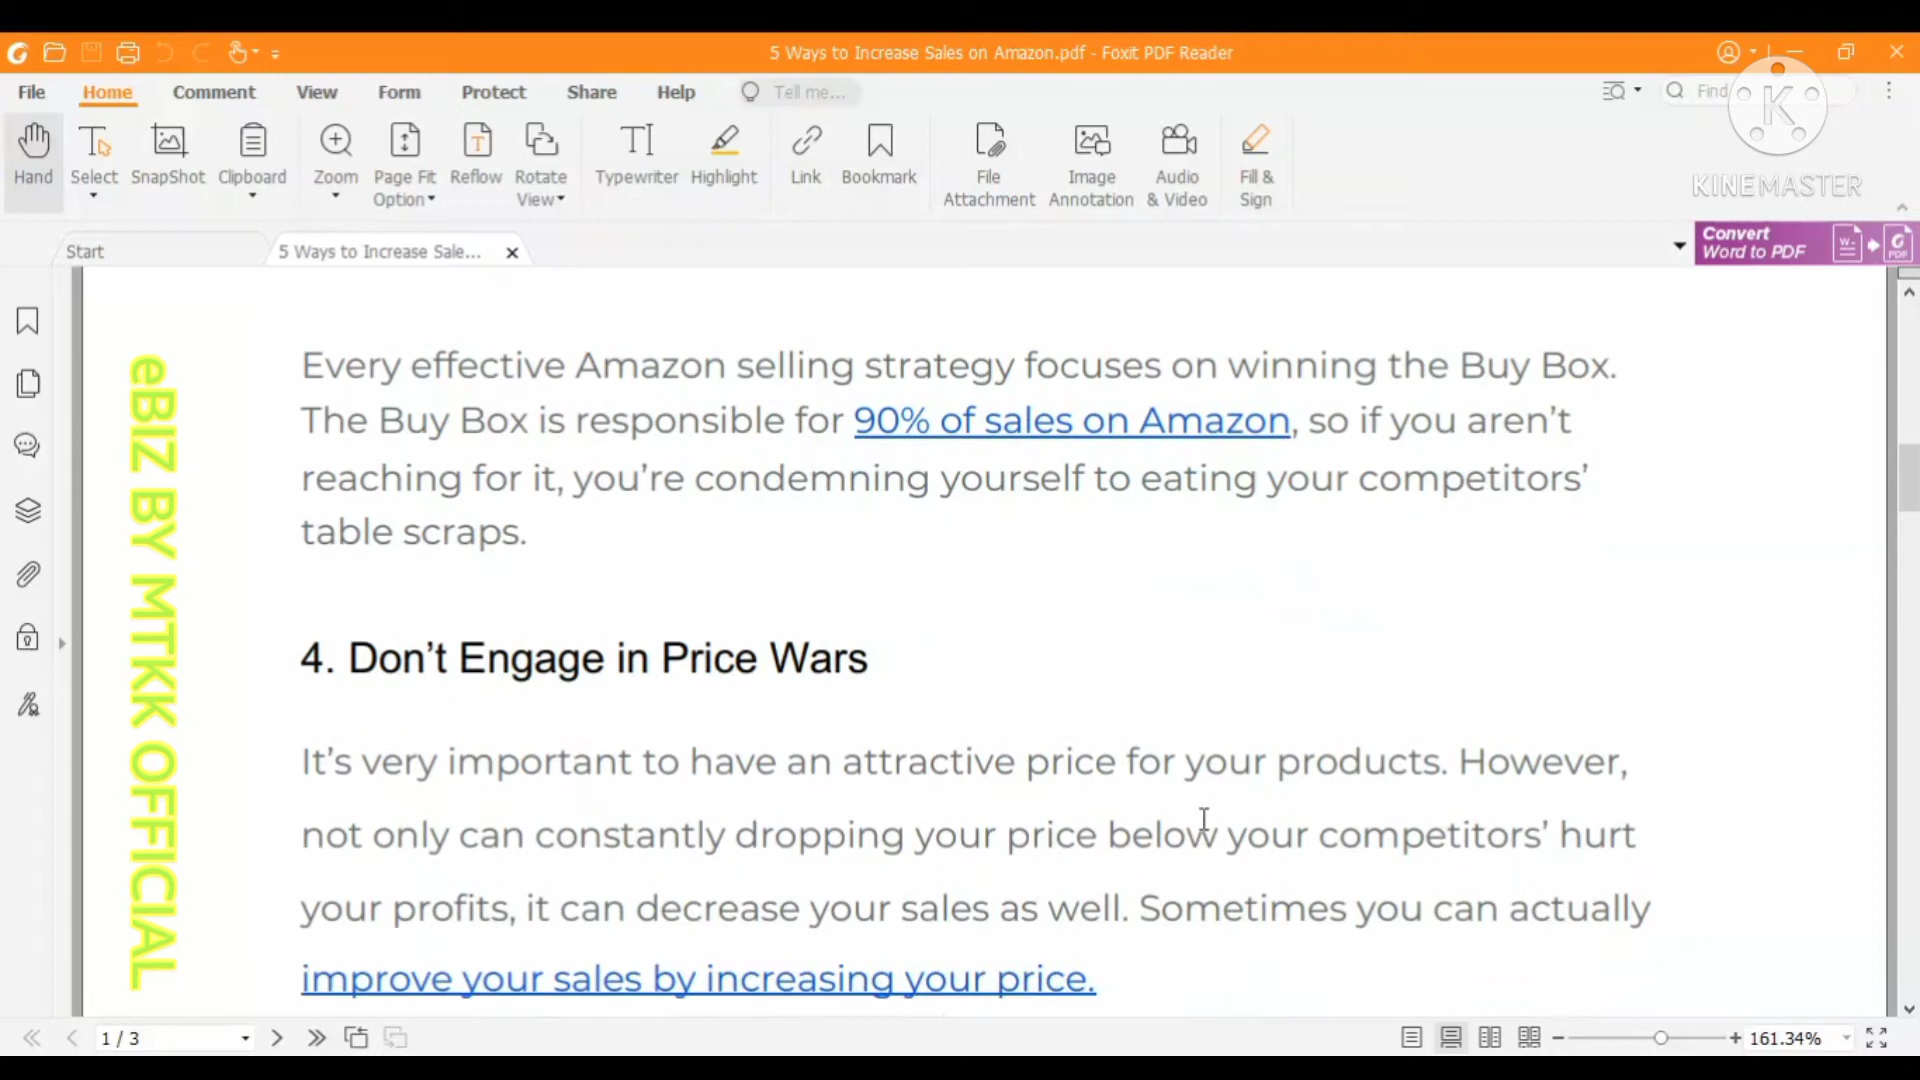 5 Ways to Increase Sales on Amazon.pdf - Foxit PDF Reader
File Home Comment View Form Protect Share Help Tell me... Find
K
KINEMASTER
Hand Select SnapShot Clipboard Zoom Page Fit Option Reflow Rotate View Typewriter Highlight Link Bookmark File Attachment Image Annotation Audio & Video Fill & Sign
Start 5 Ways to Increase Sale...
Convert
Word to PDF
eBIZ BY MTKK OFFICIAL
Every effective Amazon selling strategy focuses on winning the Buy Box.
The Buy Box is responsible for 90% of sales on Amazon, so if you aren’t
reaching for it, you’re condemning yourself to eating your competitors’
table scraps.
4. Don’t Engage in Price Wars
It’s very important to have an attractive price for your products. However,
not only can constantly dropping your price below your competitors’ hurt
your profits, it can decrease your sales as well. Sometimes you can actually
improve your sales by increasing your price.
1 / 3 161.34%